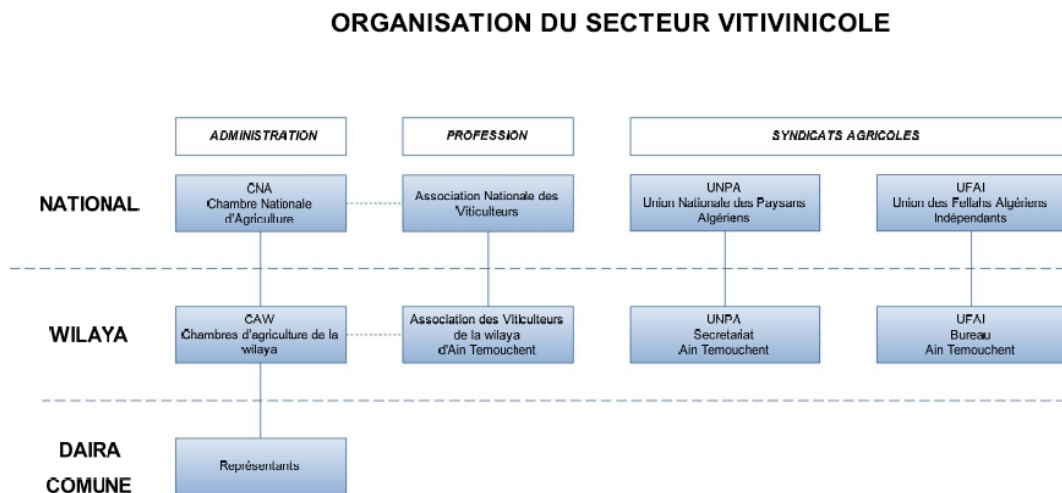 ORGANISATION DU SECTEUR VITIVINICOLE
ADMINISTRATION
PROFESSION
SYNDICATS AGRICOLES
NATIONAL
CNA
Chambre Nationale
d'Agriculture
Association Nationale des
Viticulteurs
UNPA
Union Nationale des Paysans
Algériens
UFAI
Union des Fellahs Algériens
Indépendants
WILAYA
CAW
Chambres d'agriculture de la
wilaya
Association des Viticulteurs
de la wilaya
d'Ain Temouchent
UNPA
Secretariat
Ain Temouchent
UFAI
Bureau
Ain Temouchent
DAIRA
COMUNE
Représentants